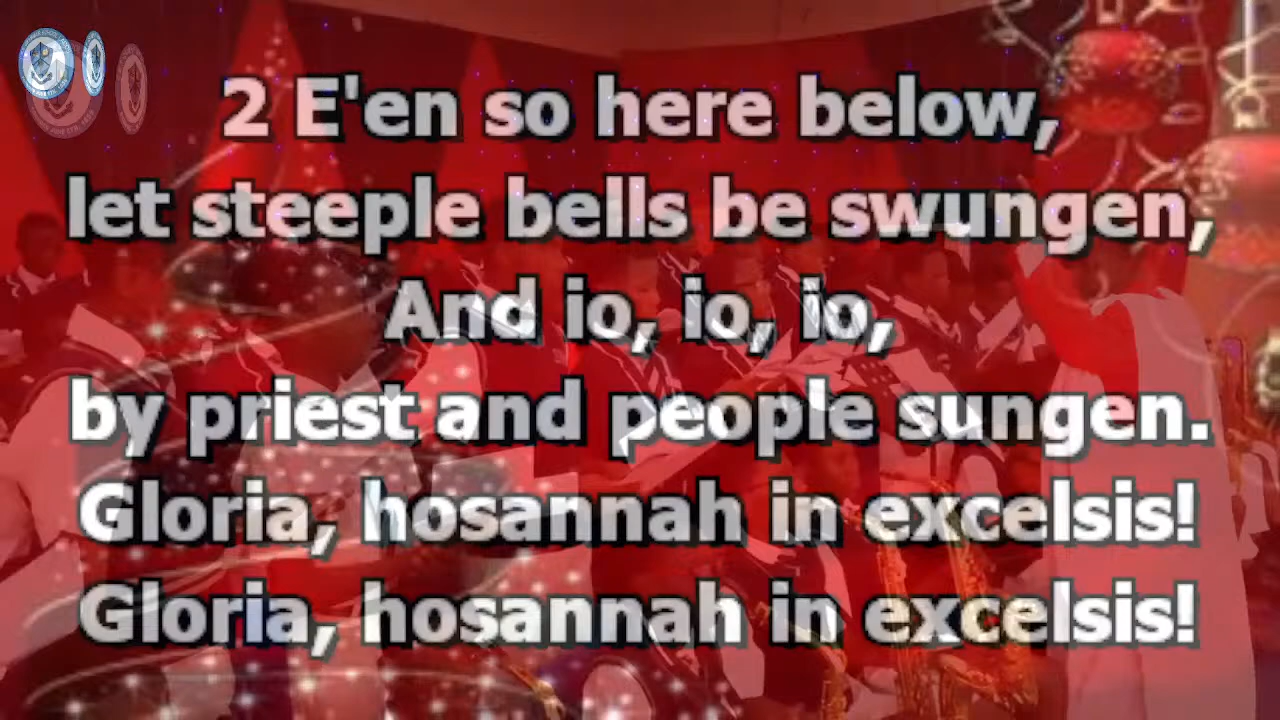 2 E'en so here below,
let steeple bells be swungen,
And io, io, io,
by priest and people sungen.
Gloria, hosannah in excelsis!
Gloria, hosannah in excelsis!